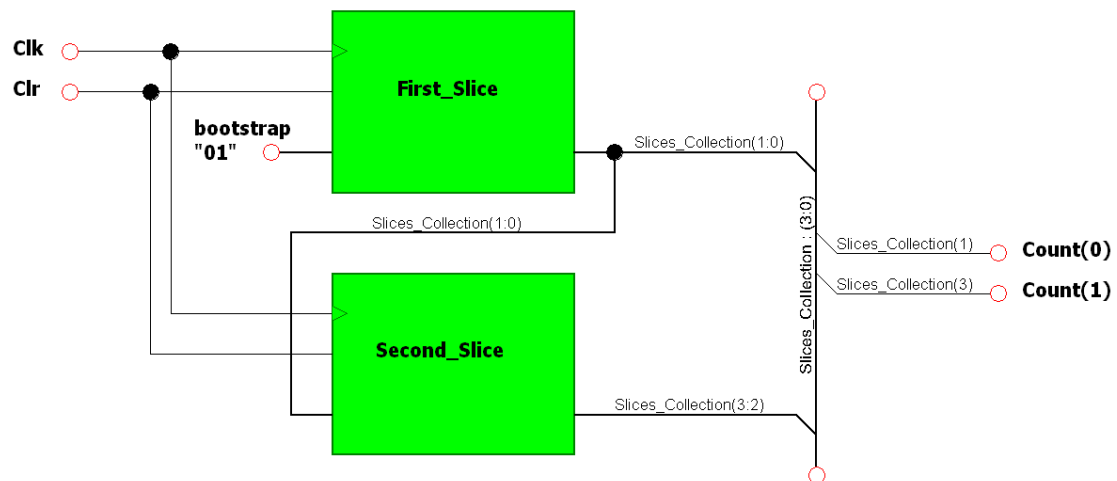 Clk
Clr
First_Slice
bootstrap
"01"
Slices_Collection(1:0)
Slices_Collection(1:0)
Slices_Collection : (3:0)
Slices_Collection(1)
Count(0)
Slices_Collection(3)
Count(1)
Second_Slice
Slices_Collection(3:2)